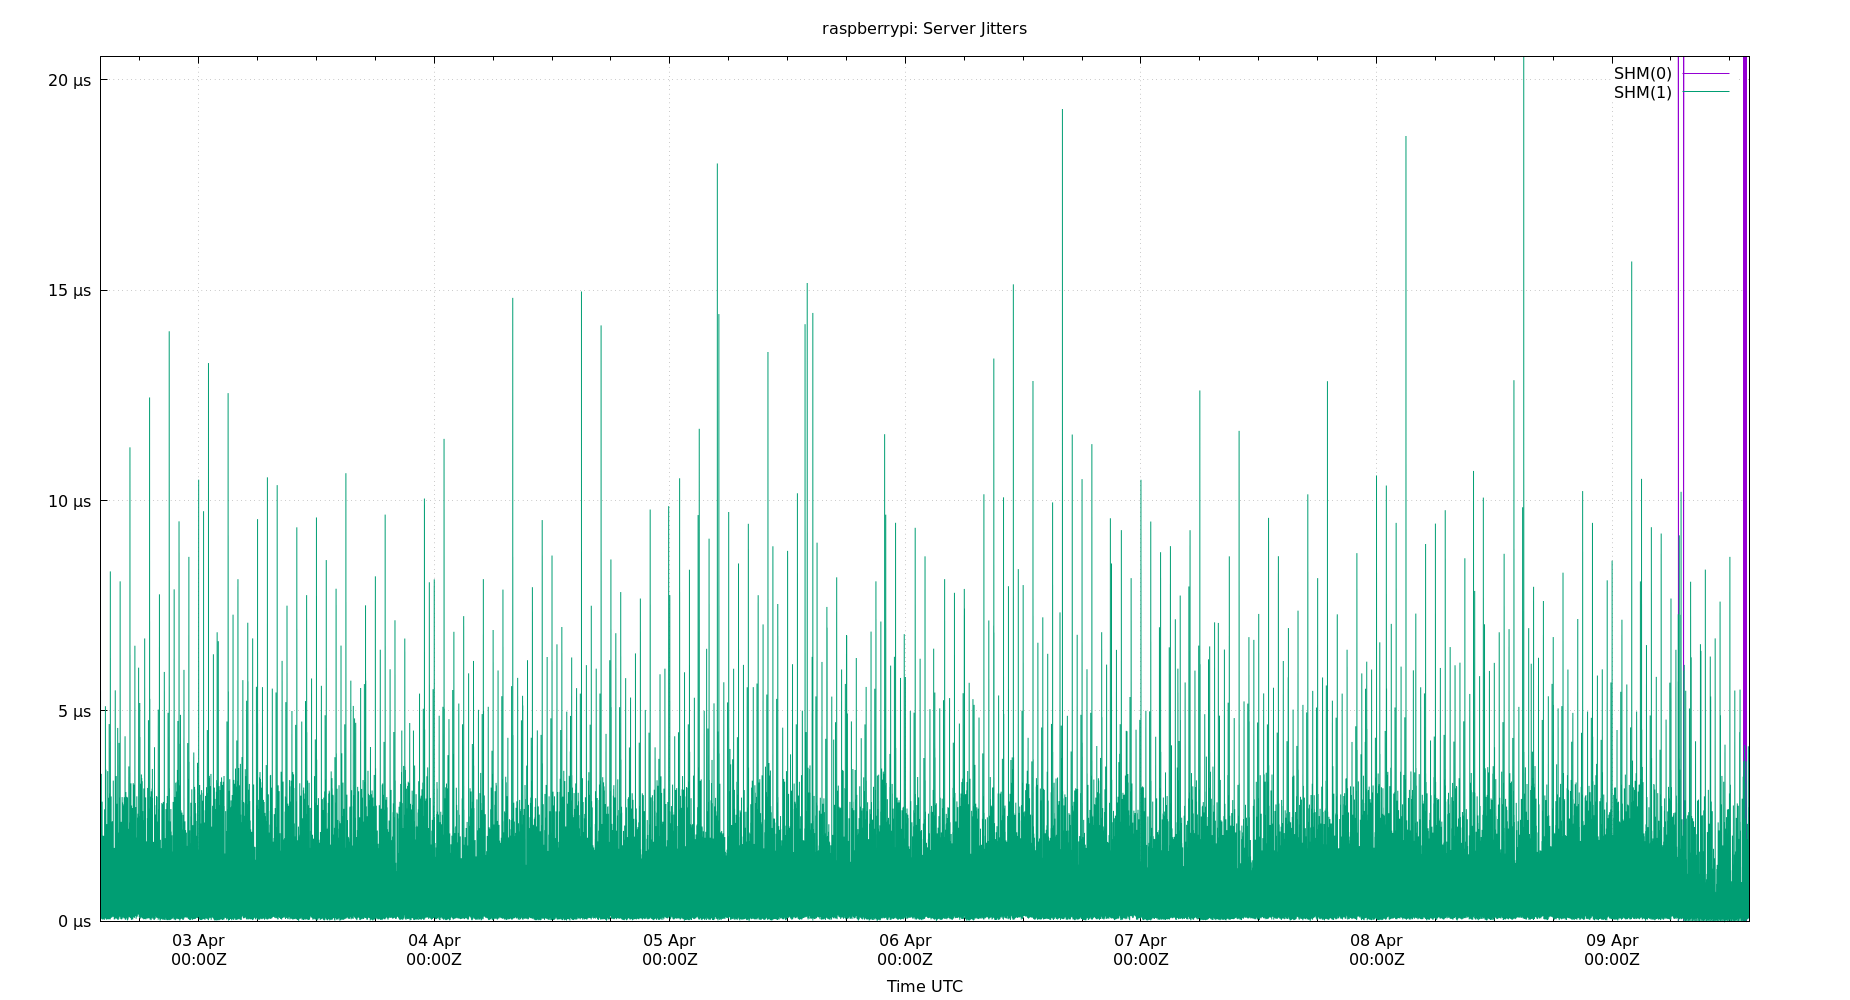 raspberrypi: Server Jitters
SHM(0)
SHM(1)
20 µs
15 µs
10 µs
5 µs
0 µs
03 Apr 04 Apr 05 Apr 06 Apr 07 Apr 08 Apr 09 Apr
00:00Z 00:00Z 00:00Z 00:00Z 00:00Z 00:00Z 00:00Z
Time UTC